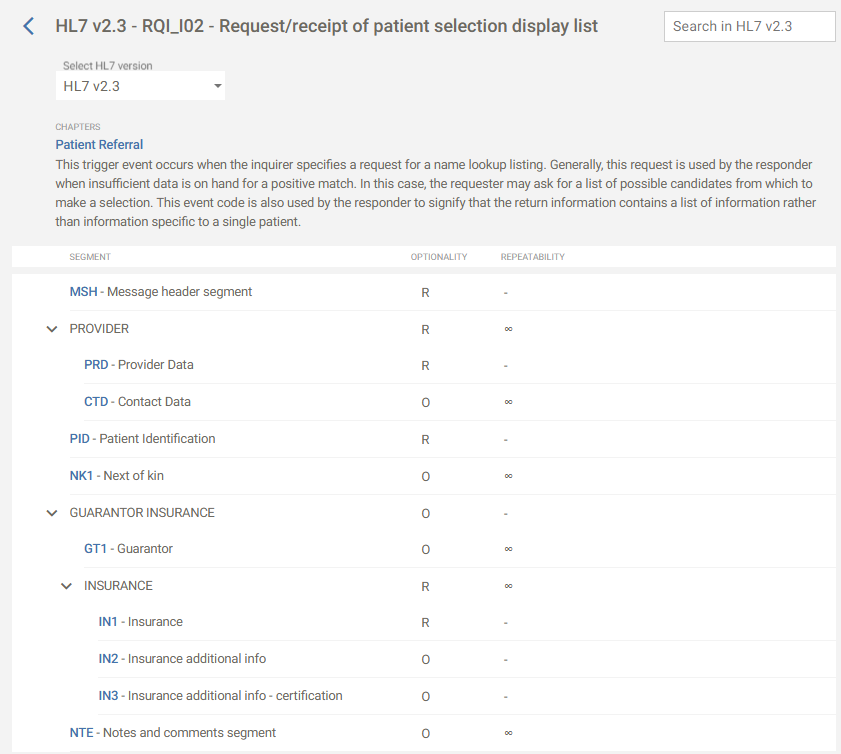 HL7 v2.3 - RQI_I02 - Request/receipt of patient selection display list
Search in HL7 v2.3
Select HL7 version
HL7 v2.3
CHAPTERS
Patient Referral
This trigger event occurs when the inquirer specifies a request for a name lookup listing. Generally, this request is used by the responder
when insufficient data is on hand for a positive match. In this case, the requester may ask for a list of possible candidates from which to
make a selection. This event code is also used by the responder to signify that the return information contains a list of information rather
than information specific to a single patient.
SEGMENT OPTIONALITY REPEATABILITY
MSH - Message header segment R -
PROVIDER R ∞
PRD - Provider Data R -
CTD - Contact Data O ∞
PID - Patient Identification R -
NK1 - Next of kin O ∞
GUARANTOR INSURANCE O -
GT1 - Guarantor O ∞
INSURANCE R ∞
IN1 - Insurance R -
IN2 - Insurance additional info O -
IN3 - Insurance additional info - certification O -
NTE - Notes and comments segment O ∞